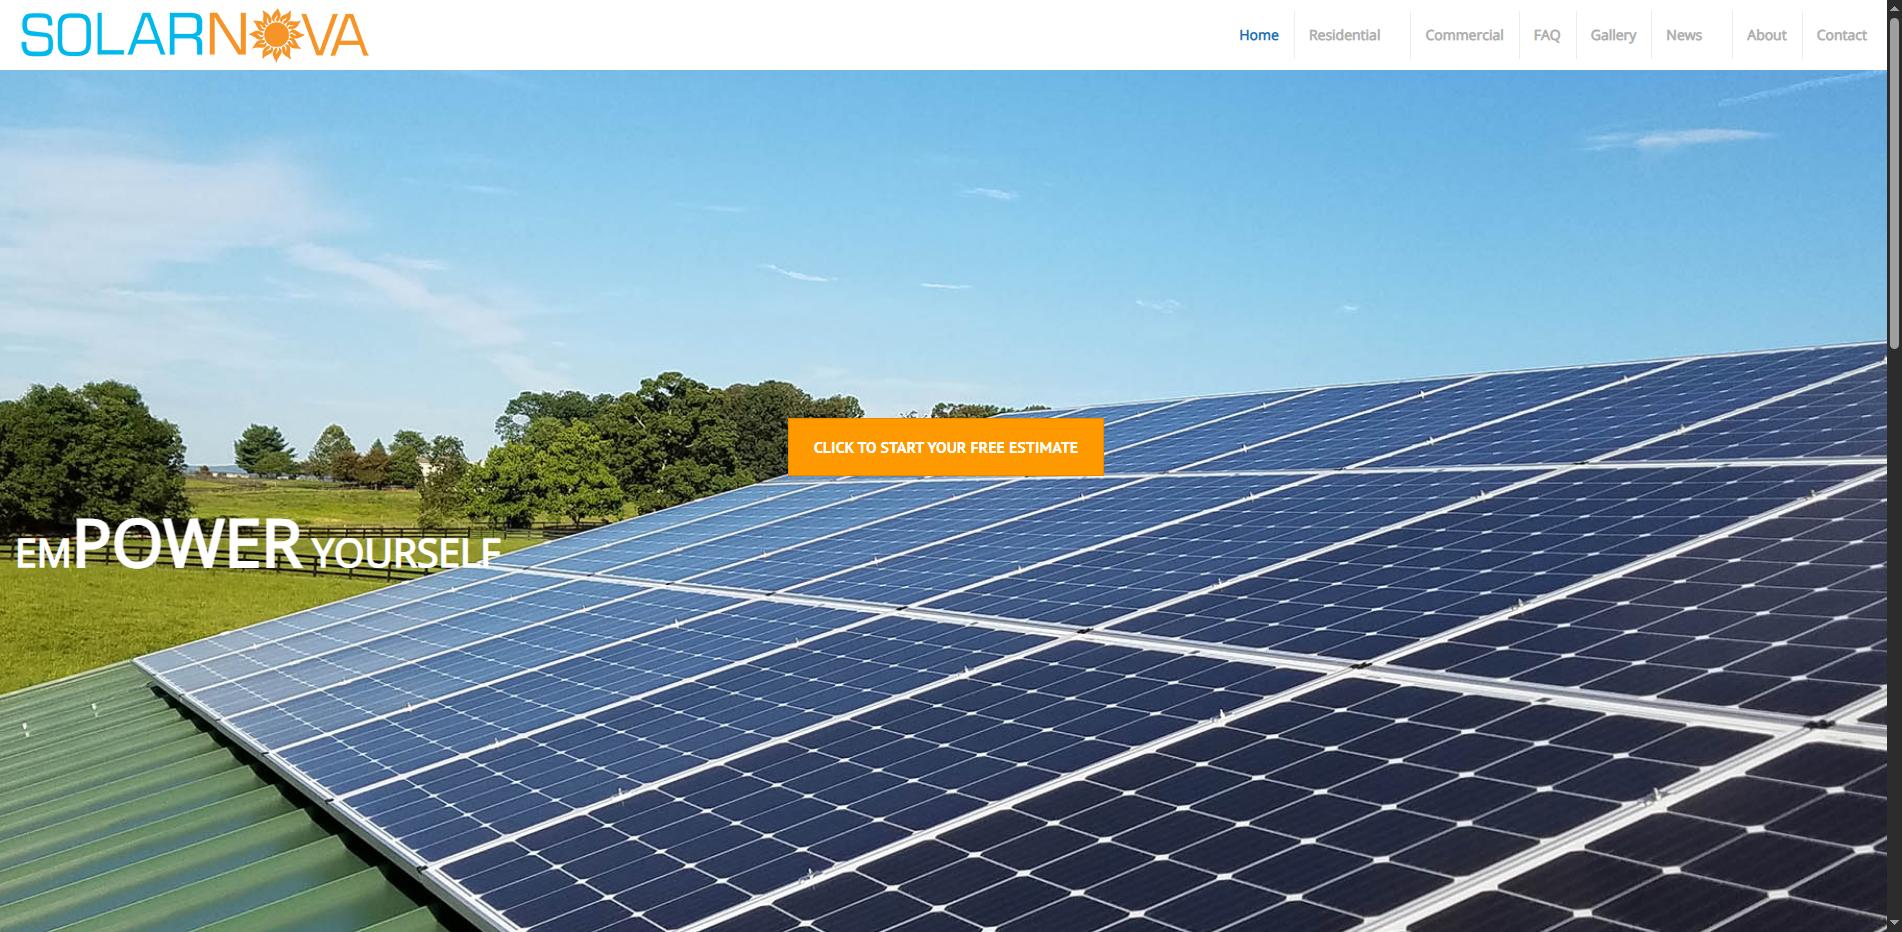 SOLARNOVA
Home
Residential
Commercial
FAQ
Gallery
News
About
Contact
CLICK TO START YOUR FREE ESTIMATE
EMPOWER YOURSELF